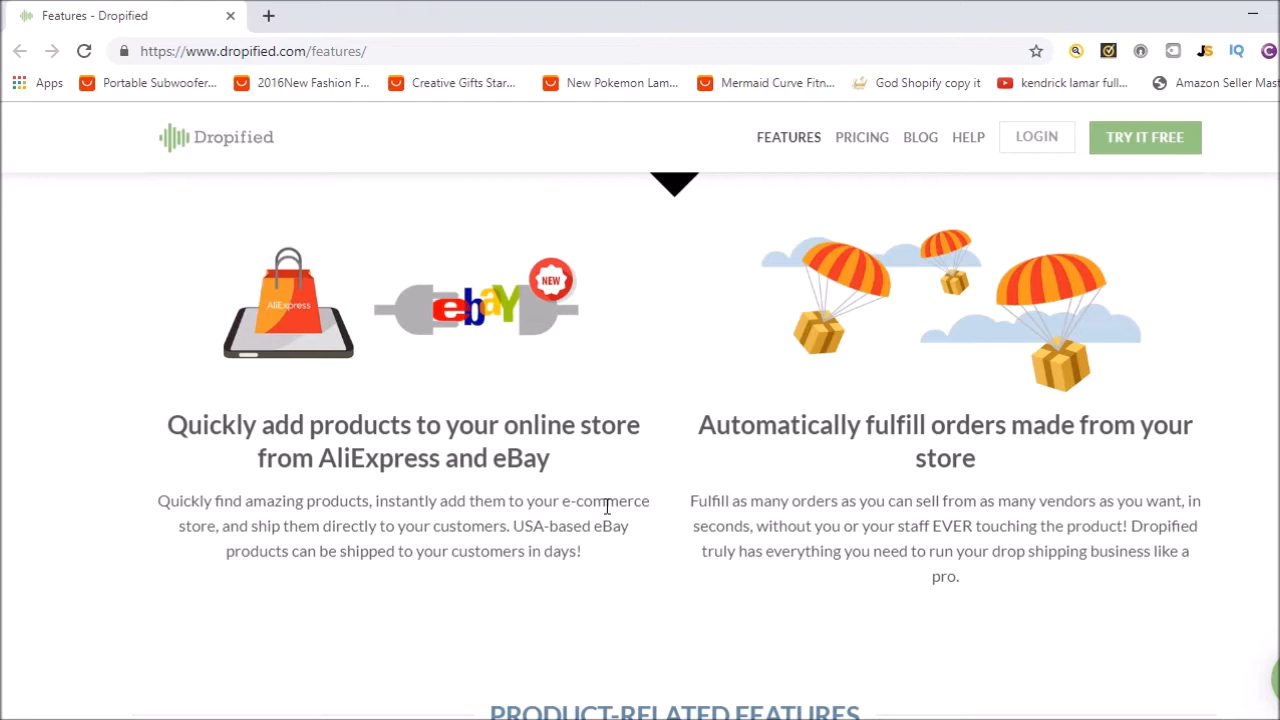 Features - Dropified
https://www.dropified.com/features/
Apps
Portable Subwoofer...
2016New Fashion F...
Creative Gifts Star...
New Pokemon Lam...
Mermaid Curve Fitn...
God Shopify copy it
kendrick lamar full...
Amazon Seller Mast
JS
IQ
C
Dropified
FEATURES
PRICING
BLOG
HELP
LOGIN
TRY IT FREE
AliExpress
ebay
NEW
Quickly add products to your online store
from AliExpress and eBay
Quickly find amazing products, instantly add them to your e-commerce
store, and ship them directly to your customers. USA-based eBay
products can be shipped to your customers in days!
Automatically fulfill orders made from your
store
Fulfill as many orders as you can sell from as many vendors as you want, in
seconds, without you or your staff EVER touching the product! Dropified
truly has everything you need to run your drop shipping business like a
pro.
PRODUCT-RELATED FEATURES